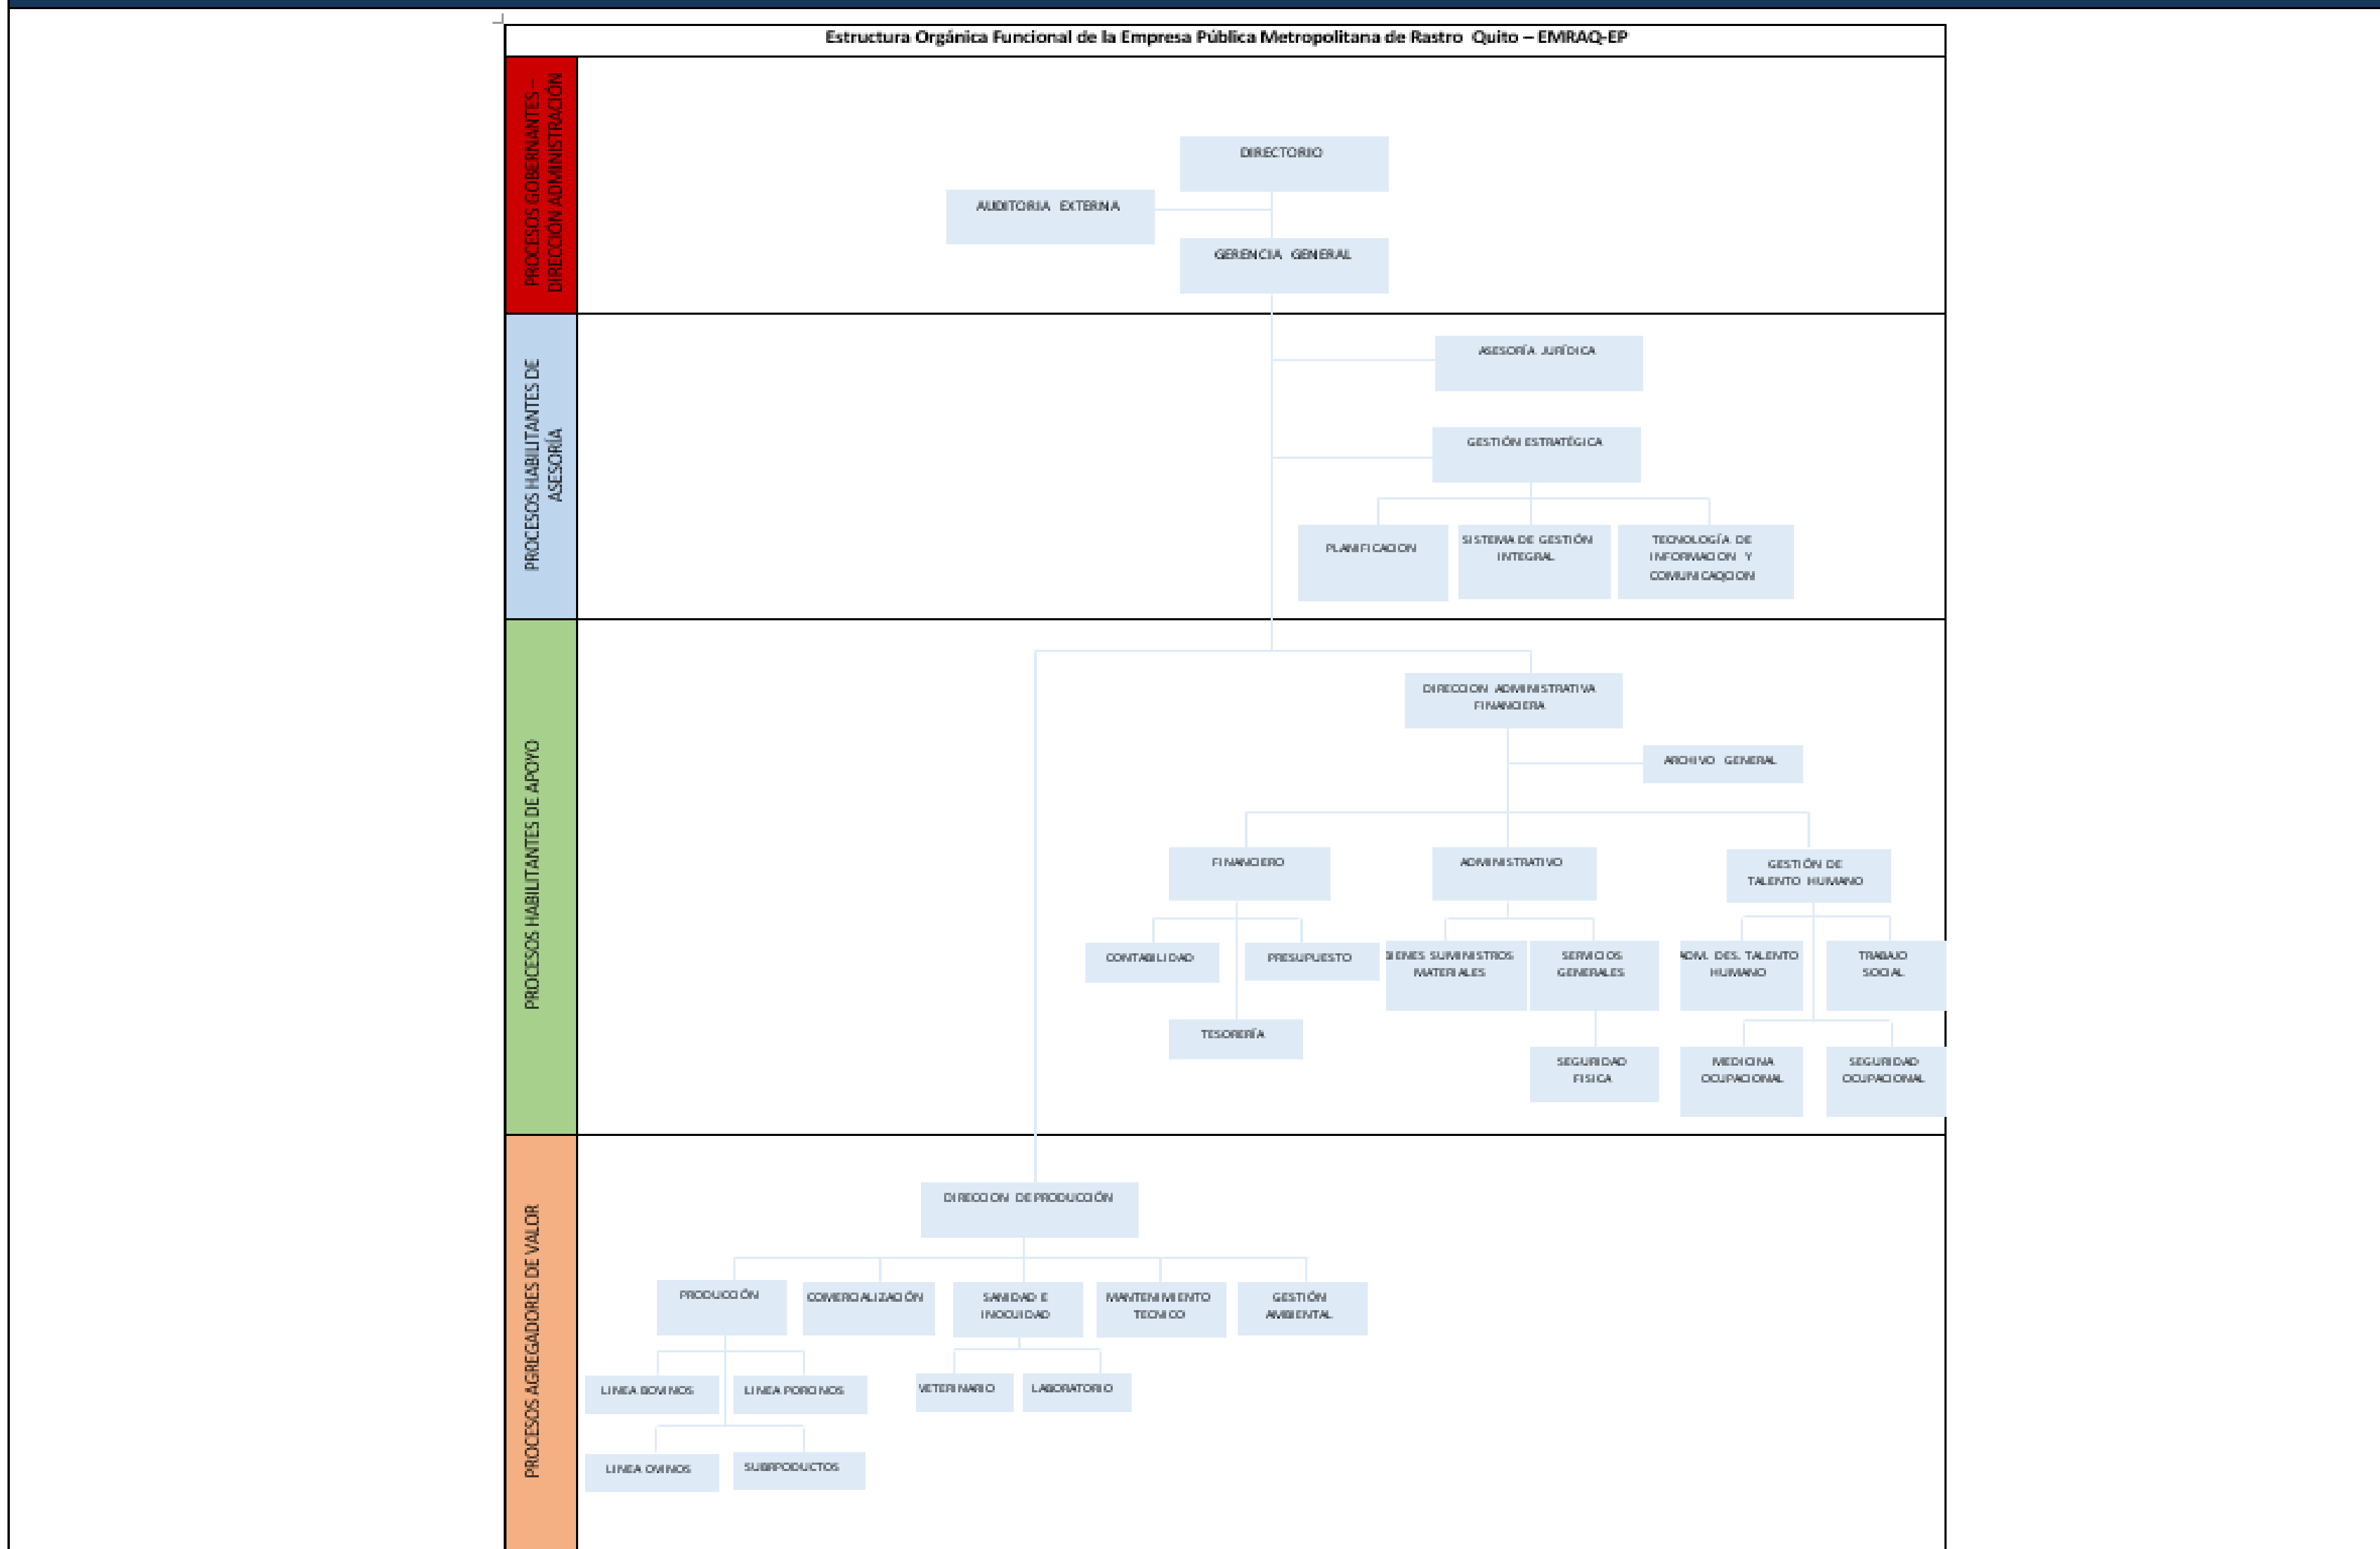 Estructura Orgánica Funcional de la Empresa Pública Metropolitana de Rastro Quito – EMRAQ-EP
PROCESOS GOBERNANTES –
DIRECCIÓN ADMINISTRACIÓN
DIRECTORIO
AUDITORIA EXTERNA
GERENCIA GENERAL
PROCESOS HABILITANTES DE
ASESORÍA
ASESORÍA JURÍDICA
GESTIÓN ESTRATÉGICA
PLANIFICACION
SISTEMA DE GESTIÓN
INTEGRAL
TECNOLOGÍA DE
INFORMACION Y
COMUNICAQCION
PROCESOS HABILITANTES DE APOYO
DIRECCION ADMINISTRATIVA
FINANCIERA
ARCHIVO GENERAL
FINANCIERO
ADMINISTRATIVO
GESTIÓN DE
TALENTO HUMANO
CONTABILIDAD
PRESUPUESTO
BIENES SUMINISTROS
MATERIALES
SERVICIOS
GENERALES
ADM. DES. TALENTO
HUMANO
TRABAJO
SOCIAL
TESORERÍA
SEGURIDAD
FISICA
MEDICINA
OCUPACIONAL
SEGURIDAD
OCUPACIONAL
PROCESOS AGREGADORES DE VALOR
DIRECCION DE PRODUCCIÓN
PRODUCCIÓN
COMERCIALIZACIÓN
SANIDAD E
INOCUIDAD
MANTENIMIENTO
TECNICO
GESTIÓN
AMBIENTAL
LINEA BOVINOS
LINEA PORCINOS
VETERINARIO
LABORATORIO
LINEA OVINOS
SUBRPODUCTOS